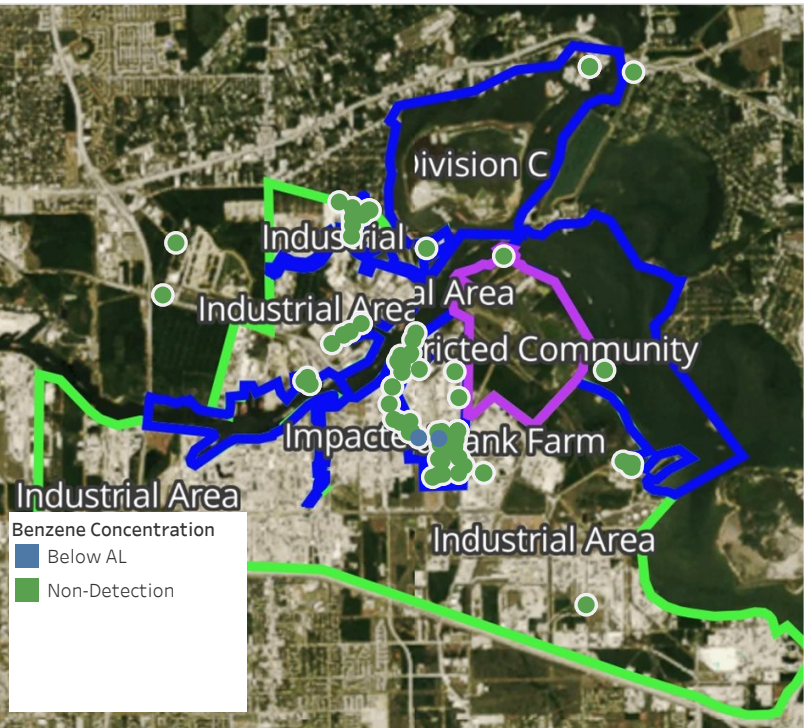 Division C
Industrial
al Area
Industrial Area
ricted Community
Impacte
ank Farm
Industrial Area
Industrial Area
Benzene Concentration
Below AL
Non-Detection